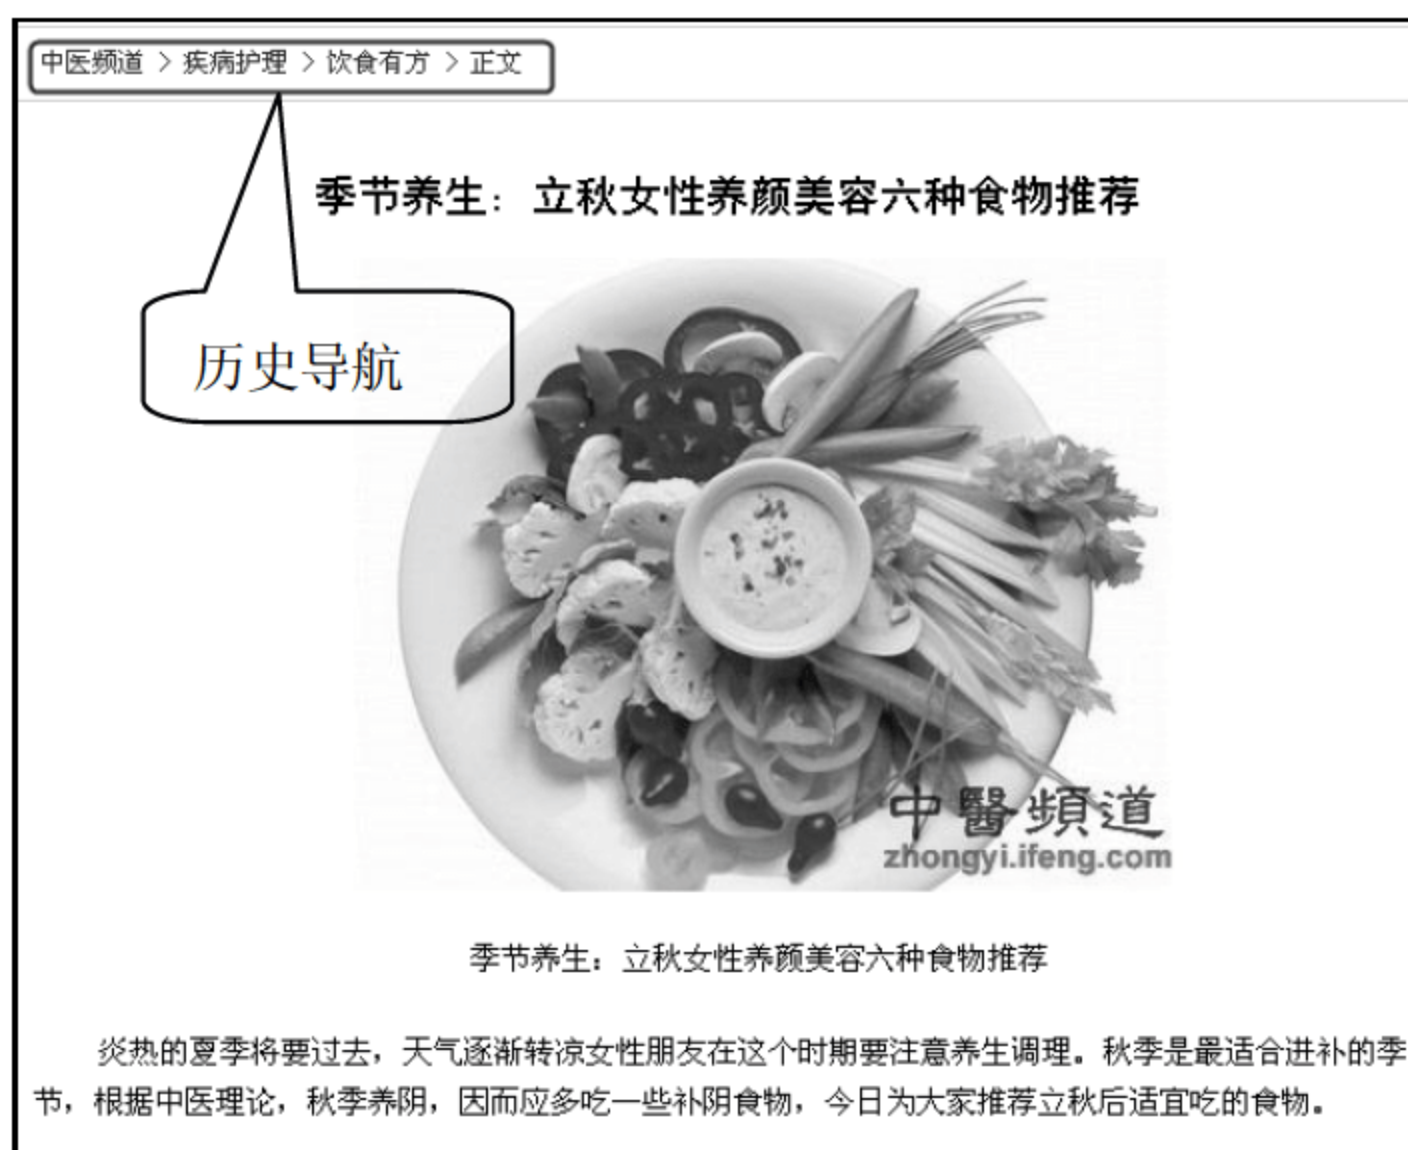 中医频道 > 疾病护理 > 饮食有方 > 正文
季节养生：立秋女性养颜美容六种食物推荐
历史导航
中醫頻道
zhongyi.ifeng.com
季节养生：立秋女性养颜美容六种食物推荐
炎热的夏季将要过去，天气逐渐转凉女性朋友在这个时期要注意养生调理。秋季是最适合进补的季
节，根据中医理论，秋季养阴，因而应多吃一些补阴食物，今日为大家推荐立秋后适宜吃的食物。